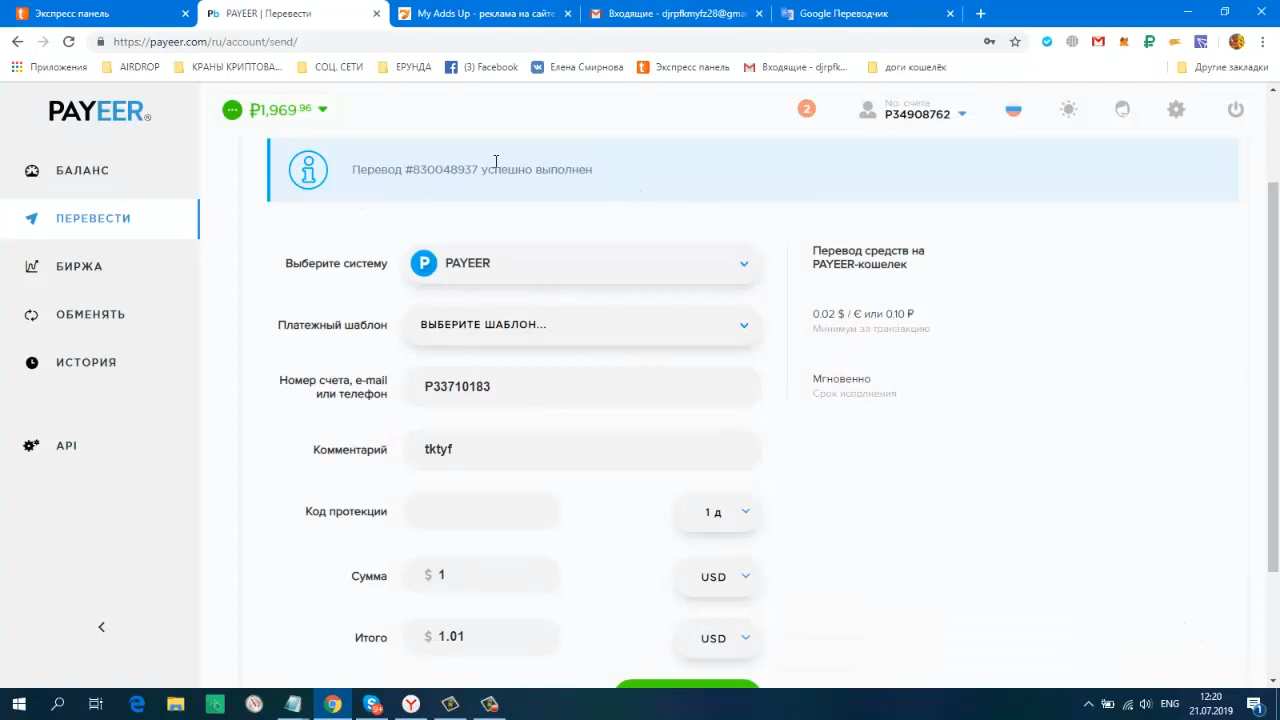 Экспресс панель
PAYEER | Перевести
My Adds Up - реклама на сайте
Входящие - djrpfkmyfz28@gma
Google Переводчик
https://payeer.com/ru/account/send/
Приложения
AIRDROP
КРАНЫ КРИПТОВА...
СОЦ. СЕТИ
ЕРУНДА
(3) Facebook
Елена Смирнова
Экспресс панель
Входящие - djrpfk...
доги кошелёк
Другие закладки
PAYEER
₽1,969.96
2
No. счета
P34908762
Перевод #830048937 успешно выполнен
БАЛАНС
ПЕРЕВЕСТИ
БИРЖА
ОБМЕНЯТЬ
ИСТОРИЯ
API
Выберите систему
PAYEER
Платежный шаблон
ВЫБЕРИТЕ ШАБЛОН...
Номер счета, e-mail
или телефон
P33710183
Комментарий
tktyf
Код протекции
1 д
Сумма
$ 1
USD
Итого
$ 1.01
USD
Перевод средств на
PAYEER-кошелек
0.02 $ / € или 0.10 ₽
Минимум за транзакцию
Мгновенно
Срок исполнения
ENG
12:20
21.07.2019